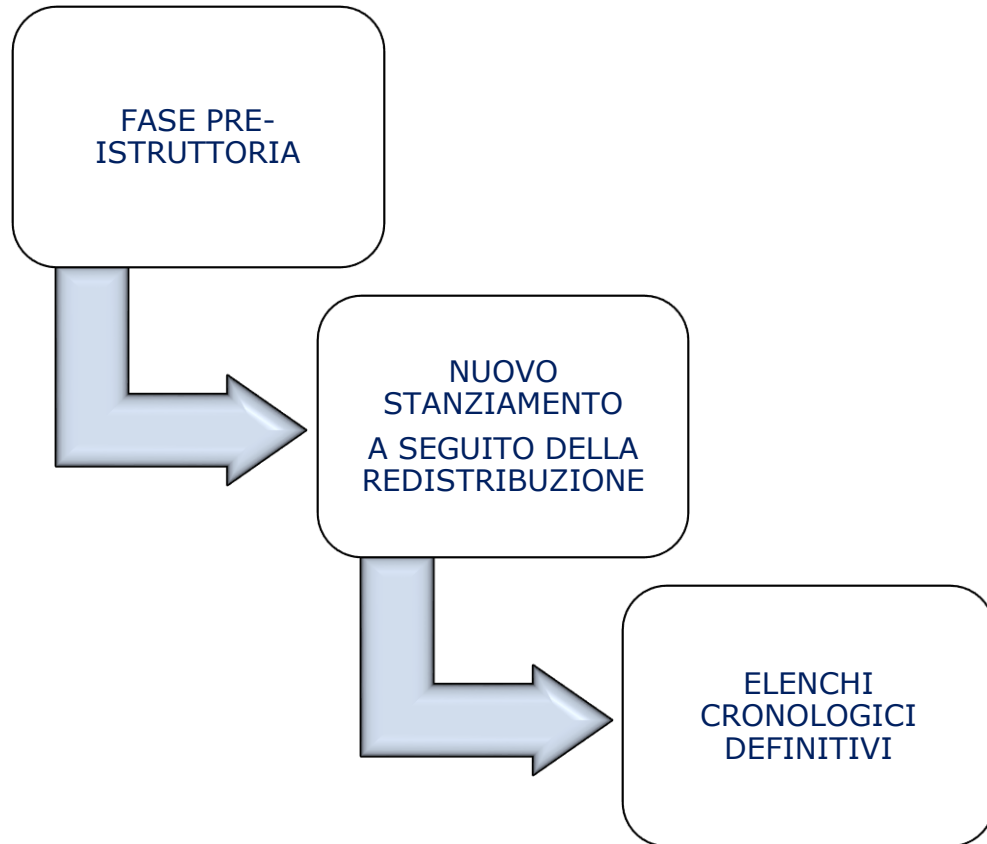 FASE PRE-
ISTRUTTORIA
NUOVO
STANZIAMENTO
A SEGUITO DELLA
REDISTRIBUZIONE
ELENCHI
CRONOLOGICI
DEFINITIVI